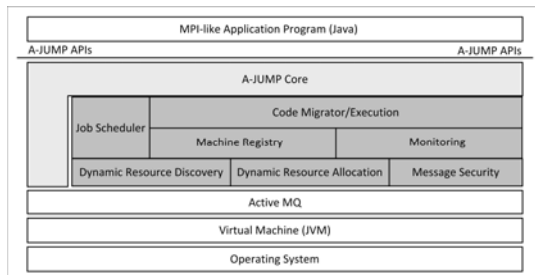 MPI-like Application Program (Java)
A-JUMP APIs A-JUMP APIs
A-JUMP Core
Code Migrator/Execution
Job Scheduler
Machine Registry Monitoring
Dynamic Resource Discovery Dynamic Resource Allocation Message Security
Active MQ
Virtual Machine (JVM)
Operating System